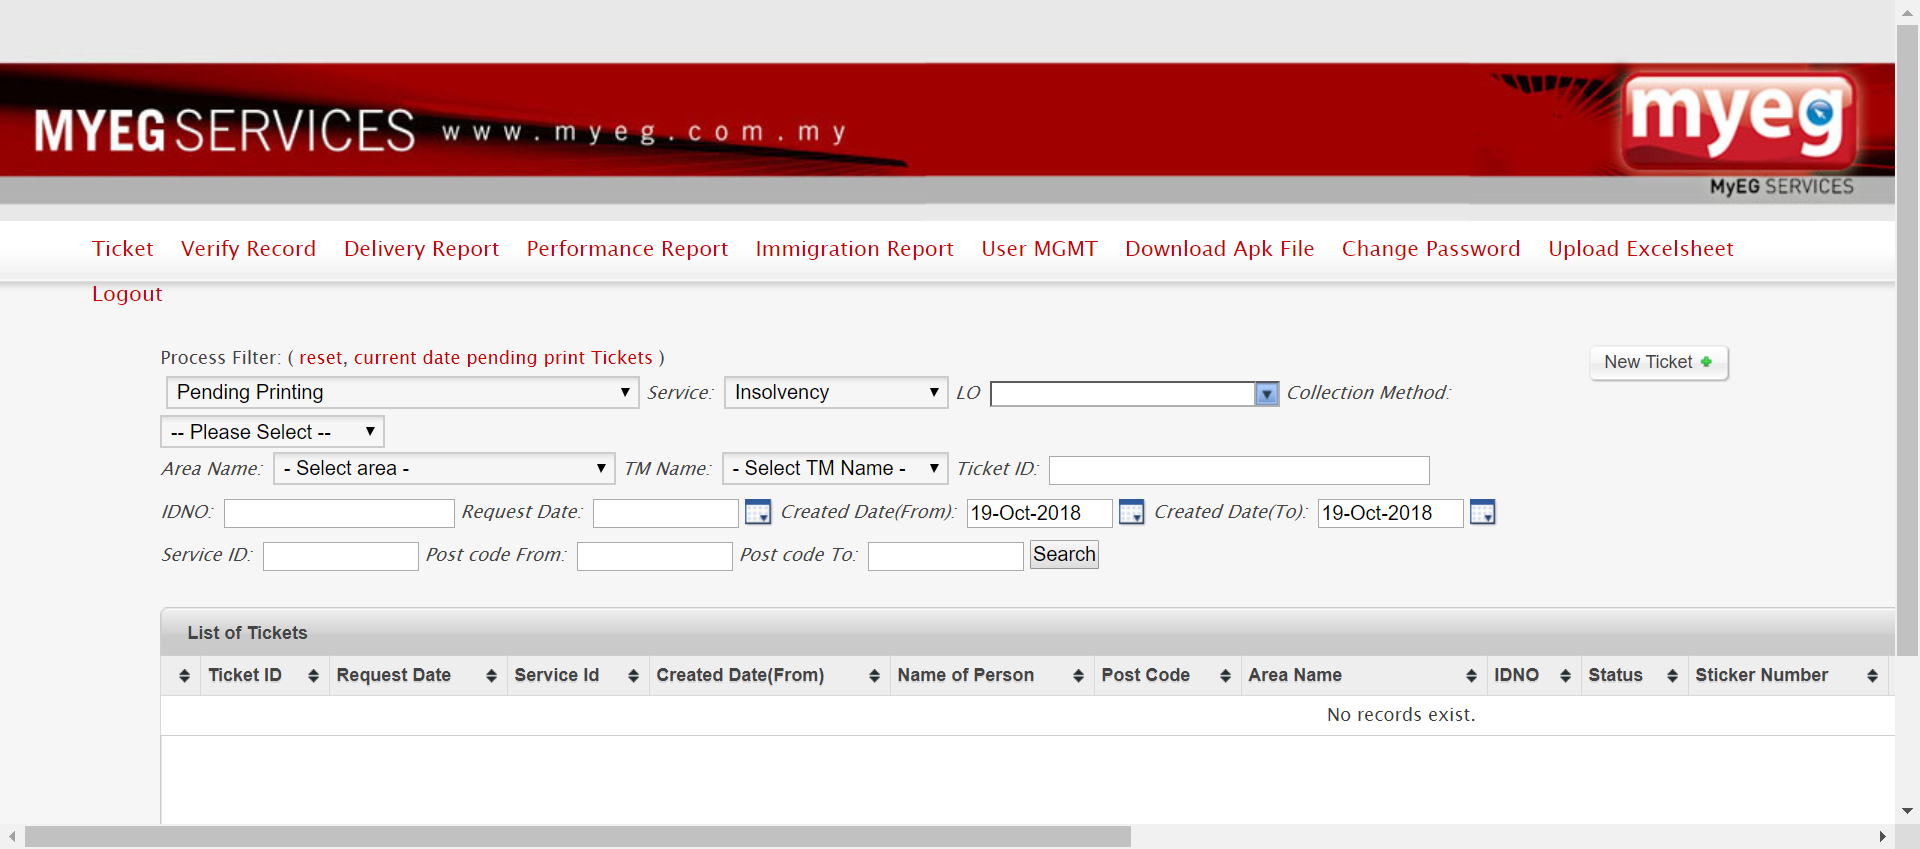 MYEG SERVICES www.myeg.com.my
myeg
MyEG SERVICES
Ticket Verify Record Delivery Report Performance Report Immigration Report User MGMT Download Apk File Change Password Upload Excelsheet
Logout
Process Filter: ( reset, current date pending print Tickets )
New Ticket
Pending Printing Service: Insolvency LO Collection Method:
-- Please Select --
Area Name: - Select area - TM Name: - Select TM Name - Ticket ID:
IDNO: Request Date: Created Date(From): 19-Oct-2018 Created Date(To): 19-Oct-2018
Service ID: Post code From: Post code To: Search
List of Tickets
Ticket ID Request Date Service Id Created Date(From) Name of Person Post Code Area Name IDNO Status Sticker Number
No records exist.